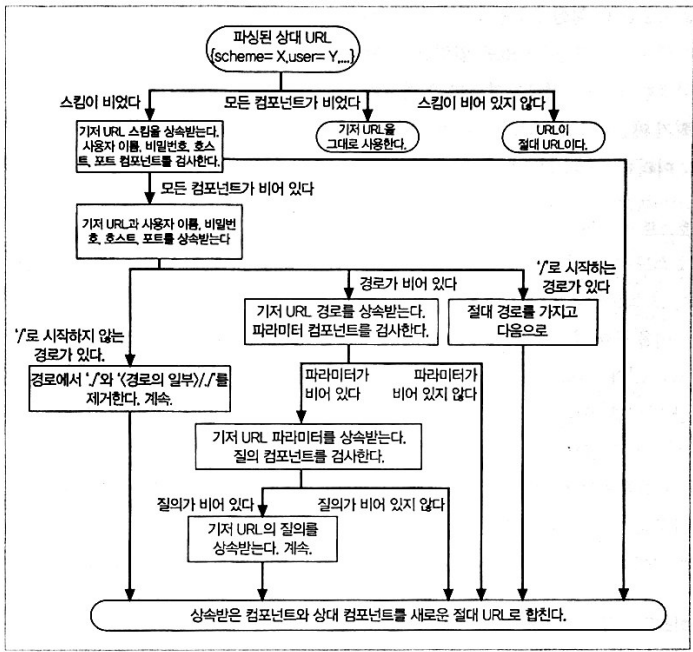 파싱된 상대 URL
{scheme= X,user= Y,...}
스킴이 비었다
모든 컴포넌트가 비었다
스킴이 비어 있지 않다
기저 URL 스킴을 상속받는다.
사용자 이름, 비밀번호, 호스
트, 포트 컴포넌트를 검사한다.
기저 URL을
그대로 사용한다.
URL이
절대 URL이다.
모든 컴포넌트가 비어 있다
기저 URL과 사용자 이름, 비밀번
호, 호스트, 포트를 상속받는다
'/'로 시작하지 않는
경로가 있다.
경로가 비어 있다
'/'로 시작하는
경로가 있다
경로에서 './'와 '<경로의 일부>/./'를
제거한다. 계속.
기저 URL 경로를 상속받는다.
파라미터 컴포넌트를 검사한다.
절대 경로를 가지고
다음으로
파라미터가
비어 있다
파라미터가
비어 있지 않다
기저 URL 파라미터를 상속받는다.
질의 컴포넌트를 검사한다.
질의가 비어 있다
질의가 비어 있지 않다
기저 URL의 질의를
상속받는다. 계속.
상속받은 컴포넌트와 상대 컴포넌트를 새로운 절대 URL로 합친다.